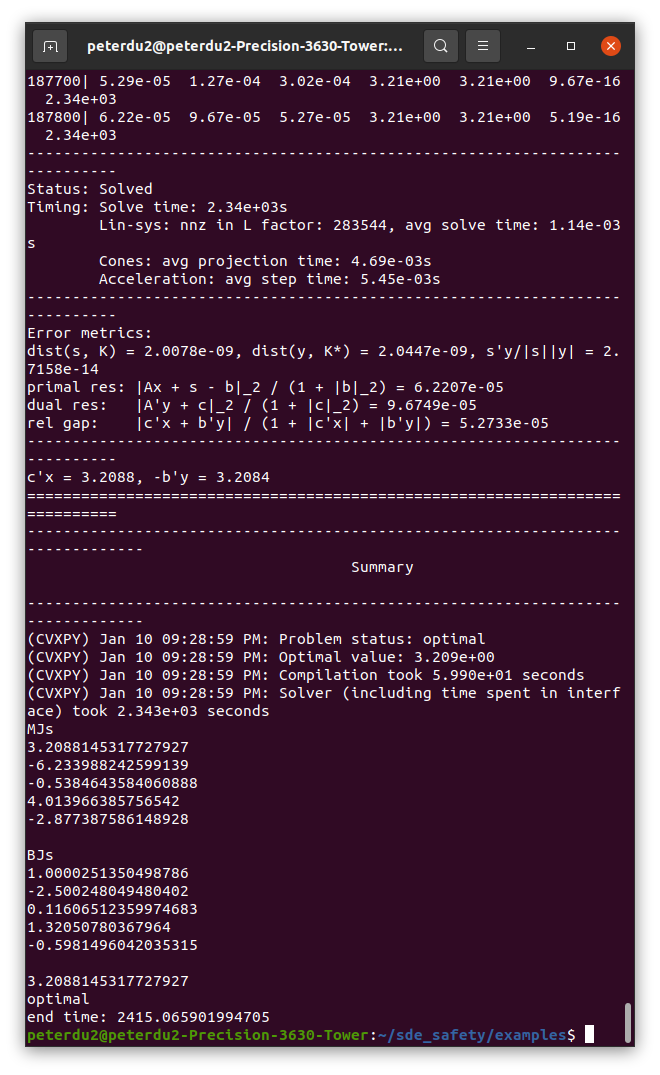 peterdu2@peterdu2-Precision-3630-Tower:...
187700| 5.29e-05  1.27e-04  3.02e-04  3.21e+00  3.21e+00  9.67e-16
  2.34e+03
187800| 6.22e-05  9.67e-05  5.27e-05  3.21e+00  3.21e+00  5.19e-16
  2.34e+03
------------------------------------------------------------------
----------
Status: Solved
Timing: Solve time: 2.34e+03s
        Lin-sys: nnz in L factor: 283544, avg solve time: 1.14e-03
s
        Cones: avg projection time: 4.69e-03s
        Acceleration: avg step time: 5.45e-03s
------------------------------------------------------------------
----------
Error metrics:
dist(s, K) = 2.0078e-09, dist(y, K*) = 2.0447e-09, s'y/|s||y| = 2.
7158e-14
primal res: |Ax + s - b|_2 / (1 + |b|_2) = 6.2207e-05
dual res:   |A'y + c|_2 / (1 + |c|_2) = 9.6749e-05
rel gap:    |c'x + b'y| / (1 + |c'x| + |b'y|) = 5.2733e-05
------------------------------------------------------------------
----------
c'x = 3.2088, -b'y = 3.2084
==================================================================
==========
------------------------------------------------------------------
-------------
                                    Summary
------------------------------------------------------------------
-------------
(CVXPY) Jan 10 09:28:59 PM: Problem status: optimal
(CVXPY) Jan 10 09:28:59 PM: Optimal value: 3.209e+00
(CVXPY) Jan 10 09:28:59 PM: Compilation took 5.990e+01 seconds
(CVXPY) Jan 10 09:28:59 PM: Solver (including time spent in interf
ace) took 2.343e+03 seconds
MJs
3.2088145317727927
-6.233988242599139
-0.5384643584060888
4.013966385756542
-2.877387586148928

BJs
1.0000251350498786
-2.500248049480402
0.11606512359974683
1.32050780367964
-0.5981496042035315

3.2088145317727927
optimal
end time: 2415.065901994705
peterdu2@peterdu2-Precision-3630-Tower:~/sde_safety/examples$